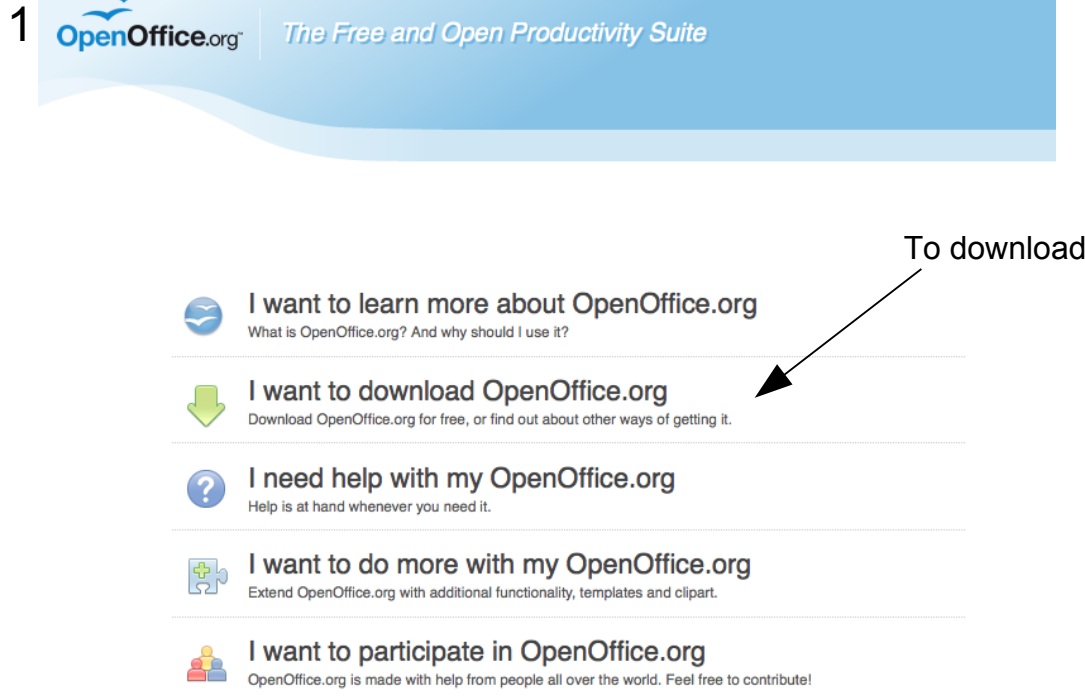 1
OpenOffice.org™ The Free and Open Productivity Suite
To download
I want to learn more about OpenOffice.org
What is OpenOffice.org? And why should I use it?
I want to download OpenOffice.org
Download OpenOffice.org for free, or find out about other ways of getting it.
I need help with my OpenOffice.org
Help is at hand whenever you need it.
I want to do more with my OpenOffice.org
Extend OpenOffice.org with additional functionality, templates and clipart.
I want to participate in OpenOffice.org
OpenOffice.org is made with help from people all over the world. Feel free to contribute!